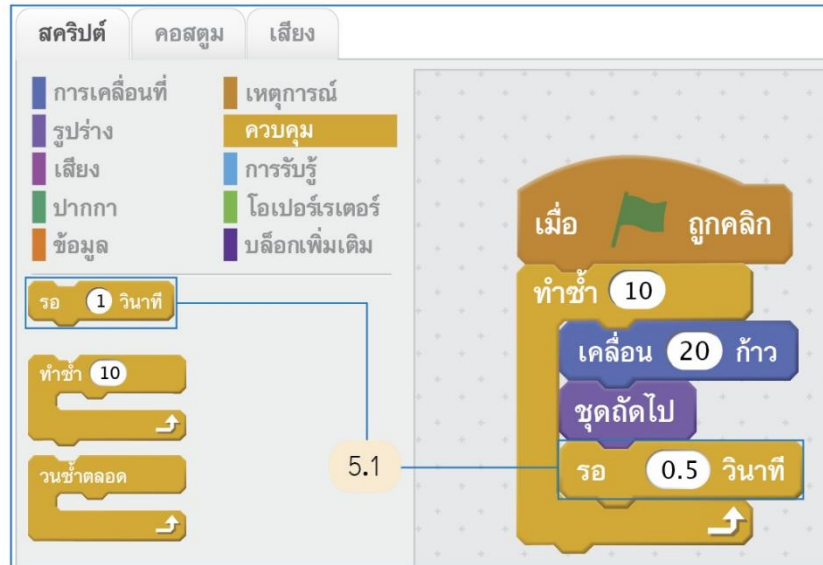 สคริปต์ คอสตูม เสียง
การเคลื่อนที่ เหตุการณ์
รูปร่าง ควบคุม
เสียง การรับรู้
ปากกา โอเปอร์เรเตอร์
ข้อมูล บล็อกเพิ่มเติม
รอ 1 วินาที
ทำซ้ำ 10
วนซ้ำตลอด
5.1
เมื่อ ถูกคลิก
ทำซ้ำ 10
เคลื่อน 20 ก้าว
ชุดถัดไป
รอ 0.5 วินาที